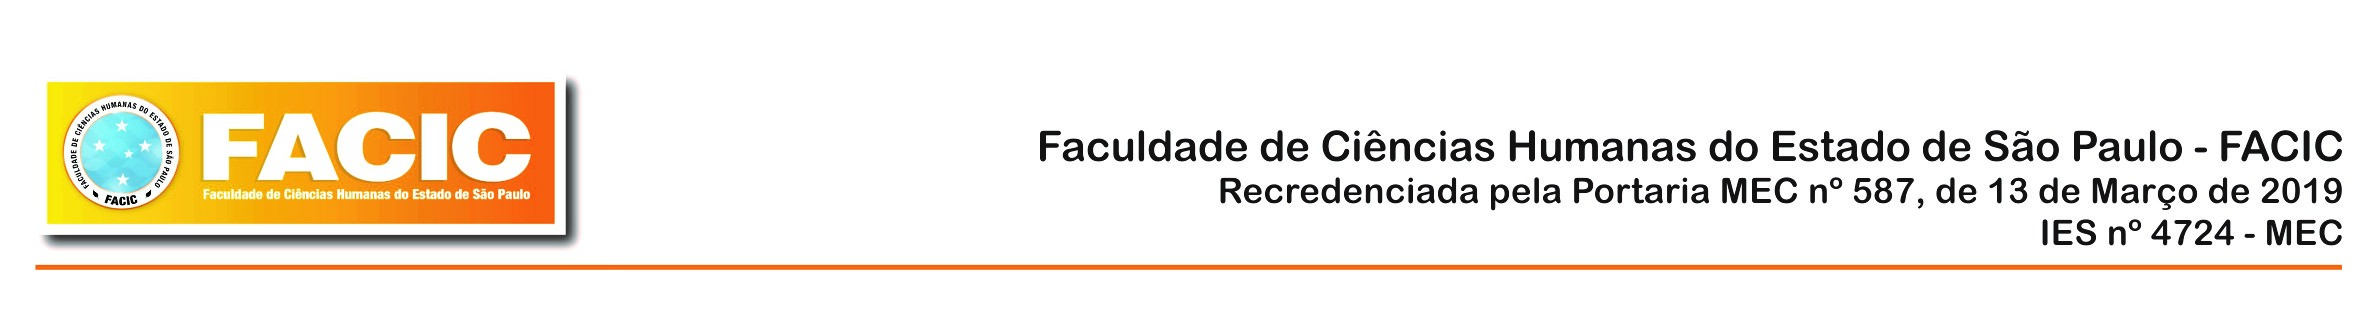 FACULDADE DE CIÊNCIAS HUMANAS DO ESTADO DE SÃO PAULO
FACIC
FACIC
Faculdade de Ciências Humanas do Estado de São Paulo
Faculdade de Ciências Humanas do Estado de São Paulo - FACIC
Recredenciada pela Portaria MEC nº 587, de 13 de Março de 2019
IES nº 4724 - MEC